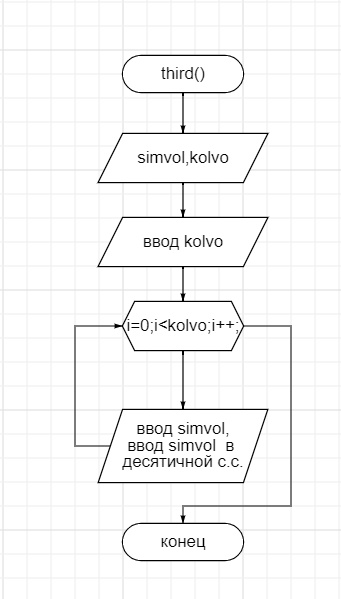 third()
simvol,kolvo
ввод kolvo
i=0;i<kolvo;i++;
ввод simvol,
ввод simvol в
десятичной с.с.
конец